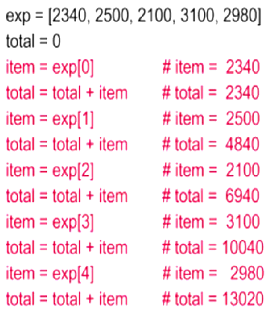 exp = [2340, 2500, 2100, 3100, 2980]
total = 0
item = exp[0] # item = 2340
total = total + item # total = 2340
item = exp[1] # item = 2500
total = total + item # total = 4840
item = exp[2] # item = 2100
total = total + item # total = 6940
item = exp[3] # item = 3100
total = total + item # total = 10040
item = exp[4] # item = 2980
total = total + item # total = 13020